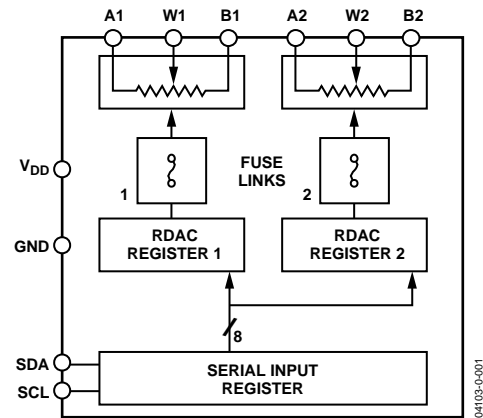 A1 W1 B1 A2 W2 B2
VDD
FUSE
LINKS
1
2
RDAC
REGISTER 1
RDAC
REGISTER 2
GND
8
SDA
SCL
SERIAL INPUT
REGISTER
04103-0-001